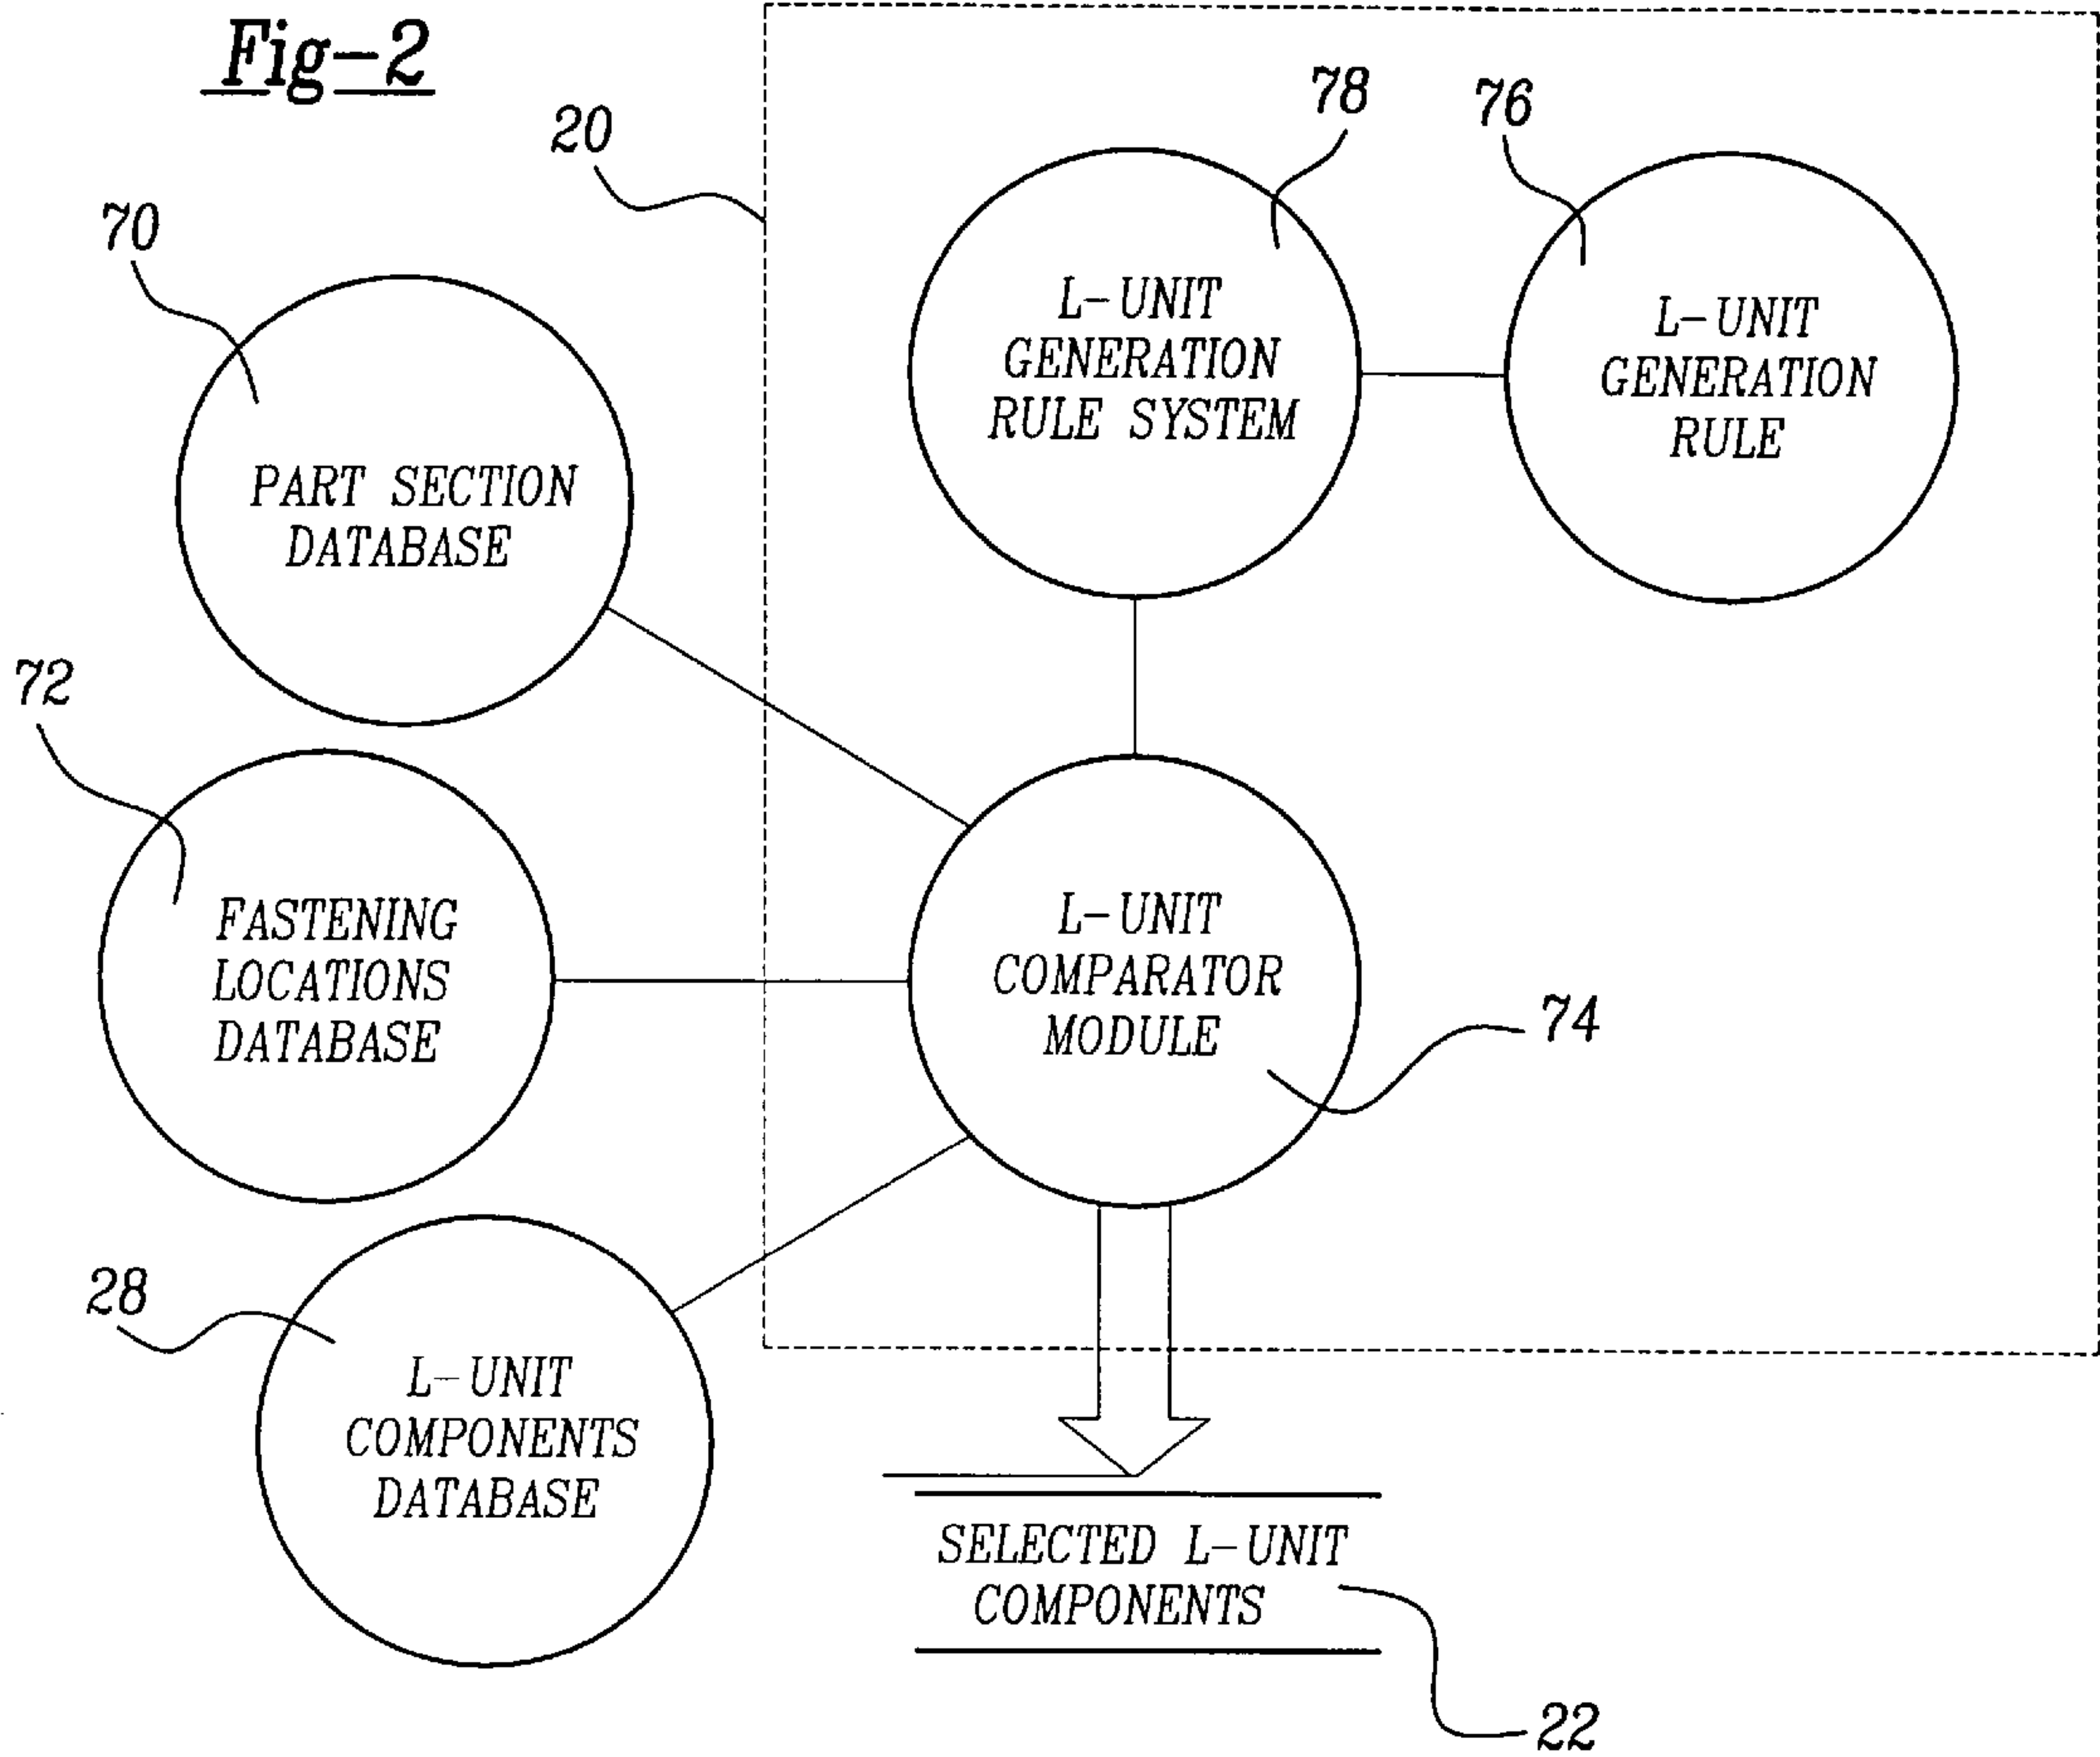 Fig-2
20
78
76
70
L-UNIT
GENERATION
RULE SYSTEM
L-UNIT
GENERATION
RULE
PART SECTION
DATABASE
72
FASTENING
LOCATIONS
DATABASE
L-UNIT
COMPARATOR
MODULE
74
28
L-UNIT
COMPONENTS
DATABASE
SELECTED L-UNIT
COMPONENTS
22